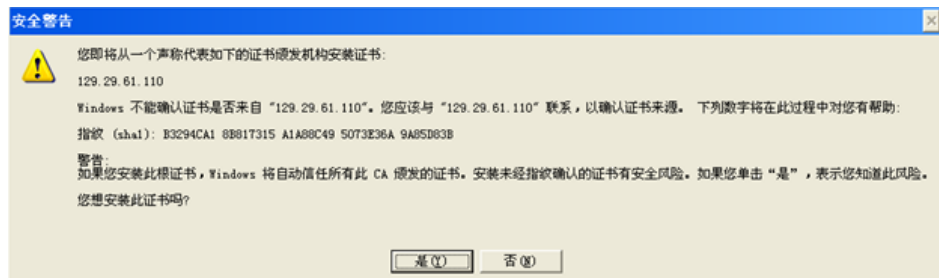 安全警告
您即将从一个声称代表如下的证书颁发机构安装证书:
129.29.61.110
Windows 不能确认证书是否来自 "129.29.61.110"。您应该与 "129.29.61.110" 联系，以确认证书来源。 下列数字将在此过程中对您有帮助:
指纹 (sha1): B3294CA1 8B817315 A1A88C49 5073E36A 9A85D83B
警告:
如果您安装此根证书，Windows 将自动信任所有此 CA 颁发的证书。安装未经指纹确认的证书有安全风险。如果您单击“是”，表示您知道此风险。
您想安装此证书吗?
是(Y) 否(N)